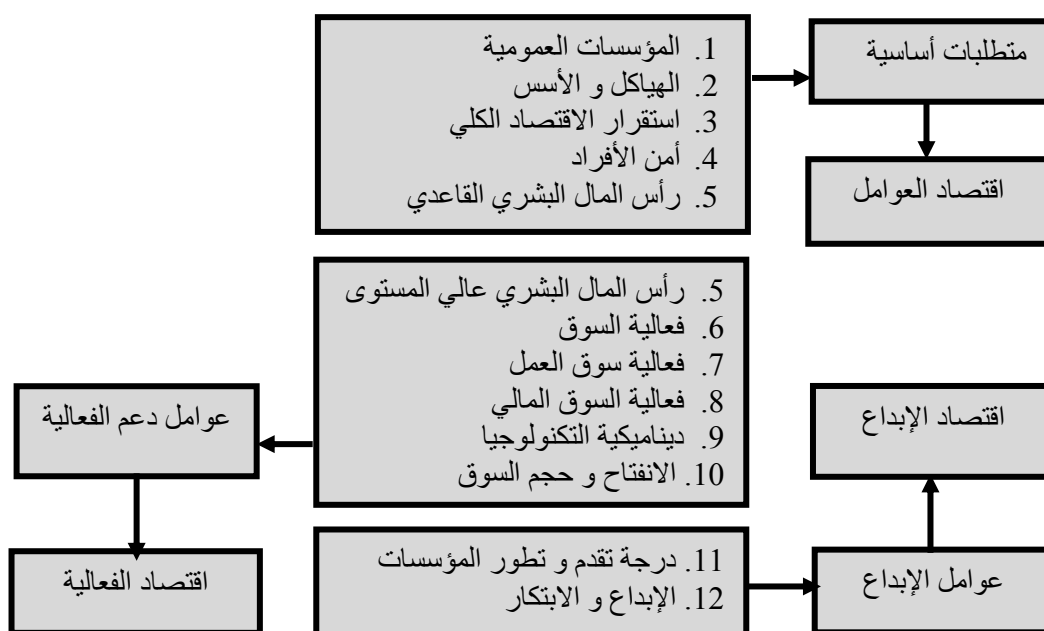 1. المؤسسات العمومية
2. الهياكل و الأسس
3. استقرار الاقتصاد الكلي
4. أمن الأفراد
5. رأس المال البشري القاعدي
متطلبات أساسية
اقتصاد العوامل
5. رأس المال البشري عالي المستوى
6. فعالية السوق
7. فعالية سوق العمل
8. فعالية السوق المالي
9. ديناميكية التكنولوجيا
10. الانفتاح و حجم السوق
عوامل دعم الفعالية
اقتصاد الفعالية
11. درجة تقدم و تطور المؤسسات
12. الإبداع و الابتكار
عوامل الإبداع
اقتصاد الإبداع